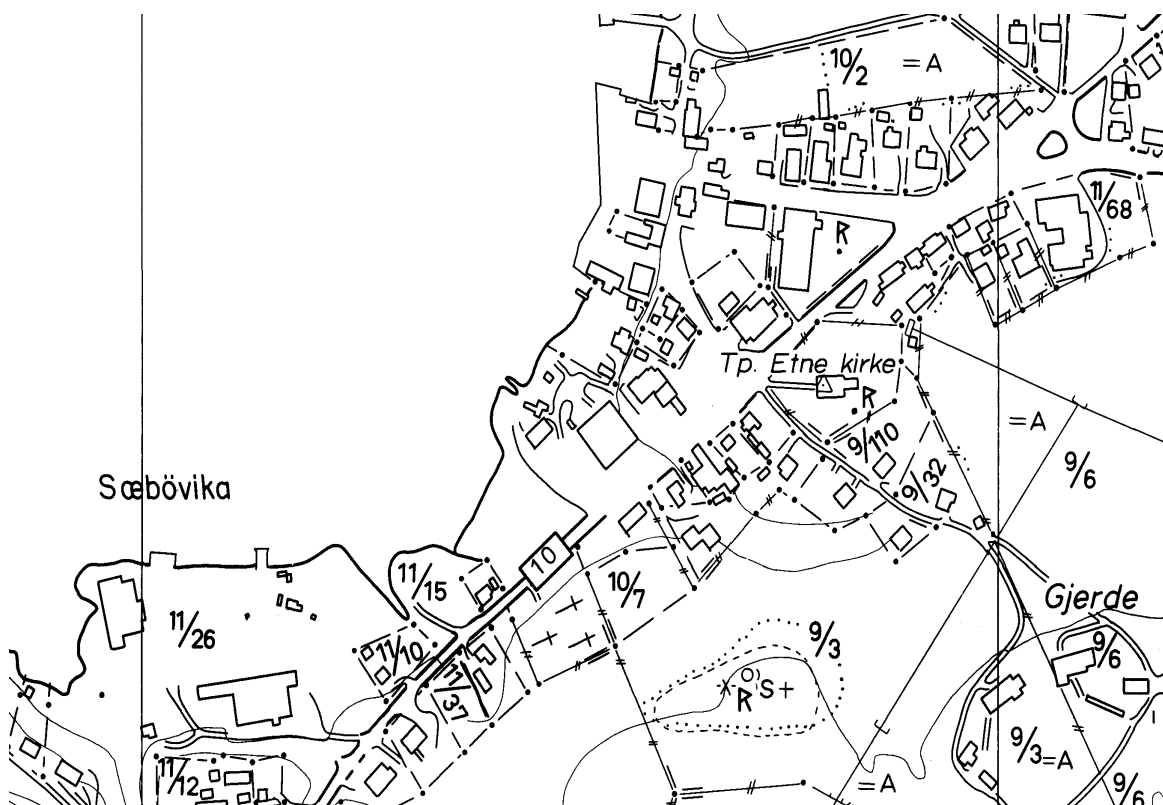 10/2
= A
11/68
R
Tp. Etne kirke
R
= A
9/110
9/6
9/32
Sæbövika
10
11/15
10/7
Gjerde
11/26
9/3
11/10
9/6
11/37
R S +
9/3 = A
11/12
= A
9/6